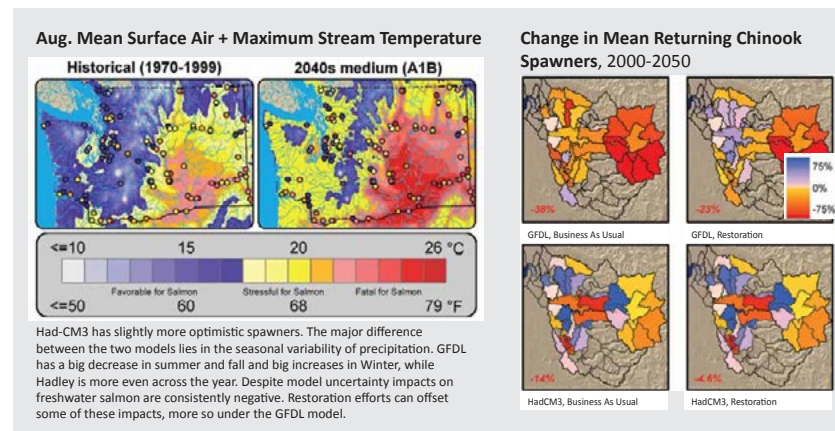 Aug. Mean Surface Air + Maximum Stream Temperature
Historical (1970-1999)
2040s medium (A1B)
<=10
15
20
26 °C
Favorable for Salmon
Stressful for Salmon
Fatal for Salmon
<=50
60
68
79 °F
Had-CM3 has slightly more optimistic spawners. The major difference
between the two models lies in the seasonal variability of precipitation. GFDL
has a big decrease in summer and fall and big increases in Winter, while
Hadley is more even across the year. Despite model uncertainty impacts on
freshwater salmon are consistently negative. Restoration efforts can offset
some of these impacts, more so under the GFDL model.
Change in Mean Returning Chinook
Spawners, 2000-2050
-38%
-23%
75%
0%
-75%
GFDL, Business As Usual
GFDL, Restoration
-14%
-4.6%
HadCM3, Business As Usual
HadCM3, Restoration